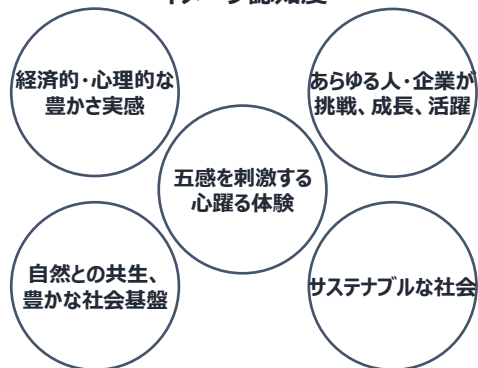 経済的・心理的な
豊かさ実感
あらゆる人・企業が
挑戦、成長、活躍
五感を刺激する
心躍る体験
自然との共生、
豊かな社会基盤
サステナブルな社会